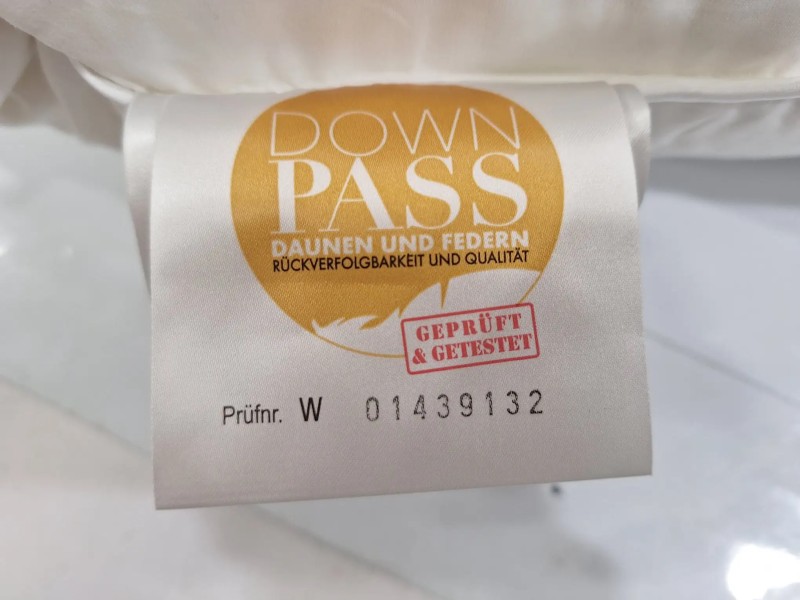 DOWN
PASS
DAUNEN UND FEDERN
RÜCKVERFOLGBARKEIT UND QUALITÄT
GEPRÜFT
& GETESTET
Prüfnr. W 01439132